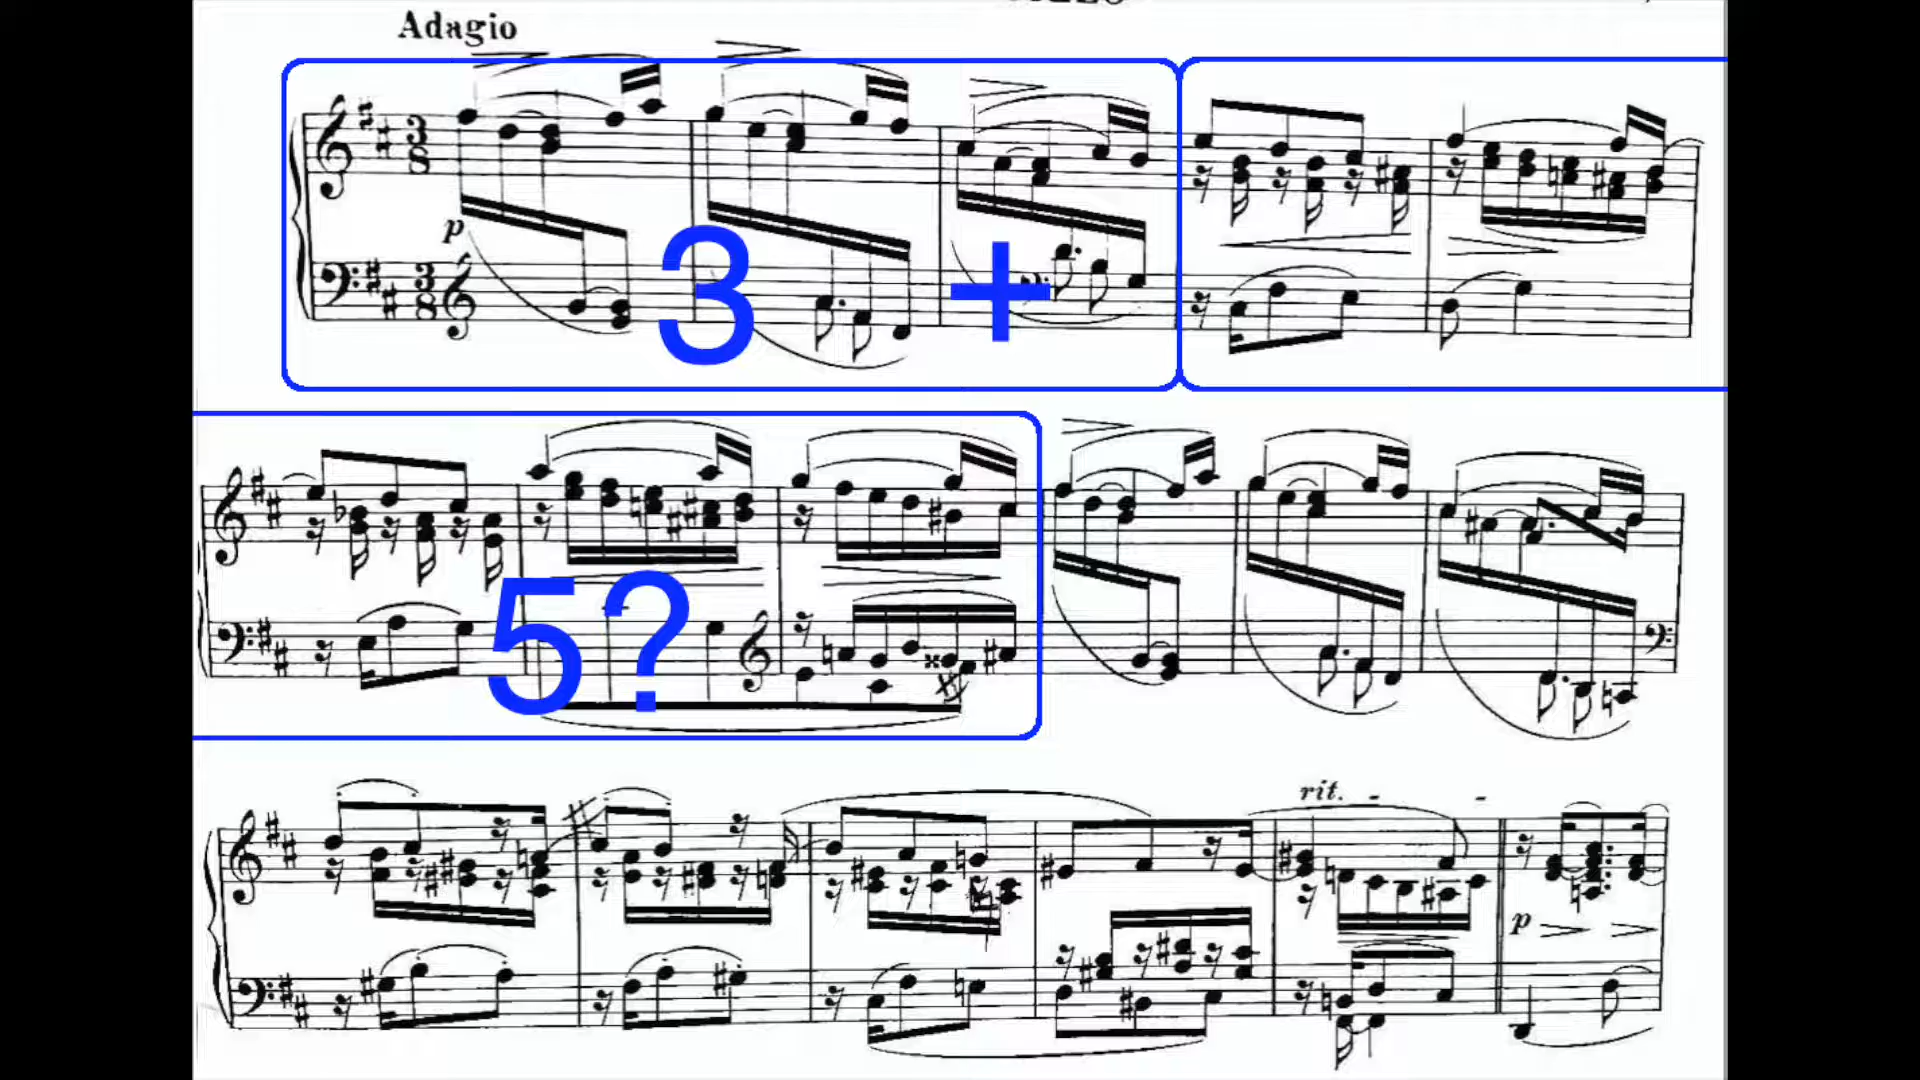 Adagio
p
3 +
5?
rit. - -
p